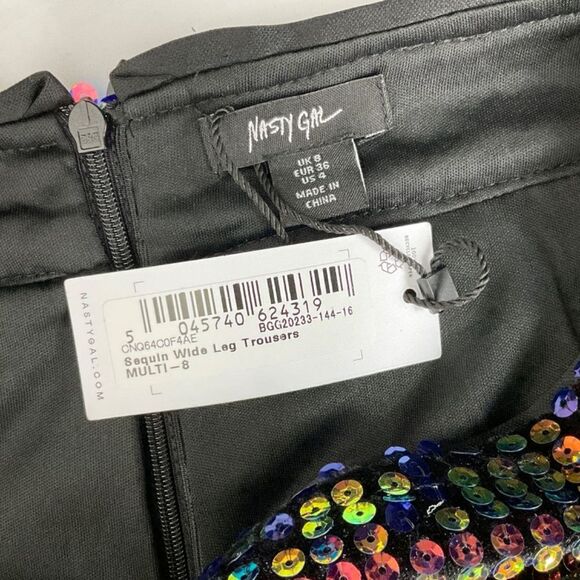 NASTY GAL
UK 8
EUR 36
US 4
MADE IN
CHINA
NASTYGAL.COM
5 045740 624319
CNQ64C0F4AE
BGG20233-144-16
Sequin Wide Leg Trousers
MULTI-8